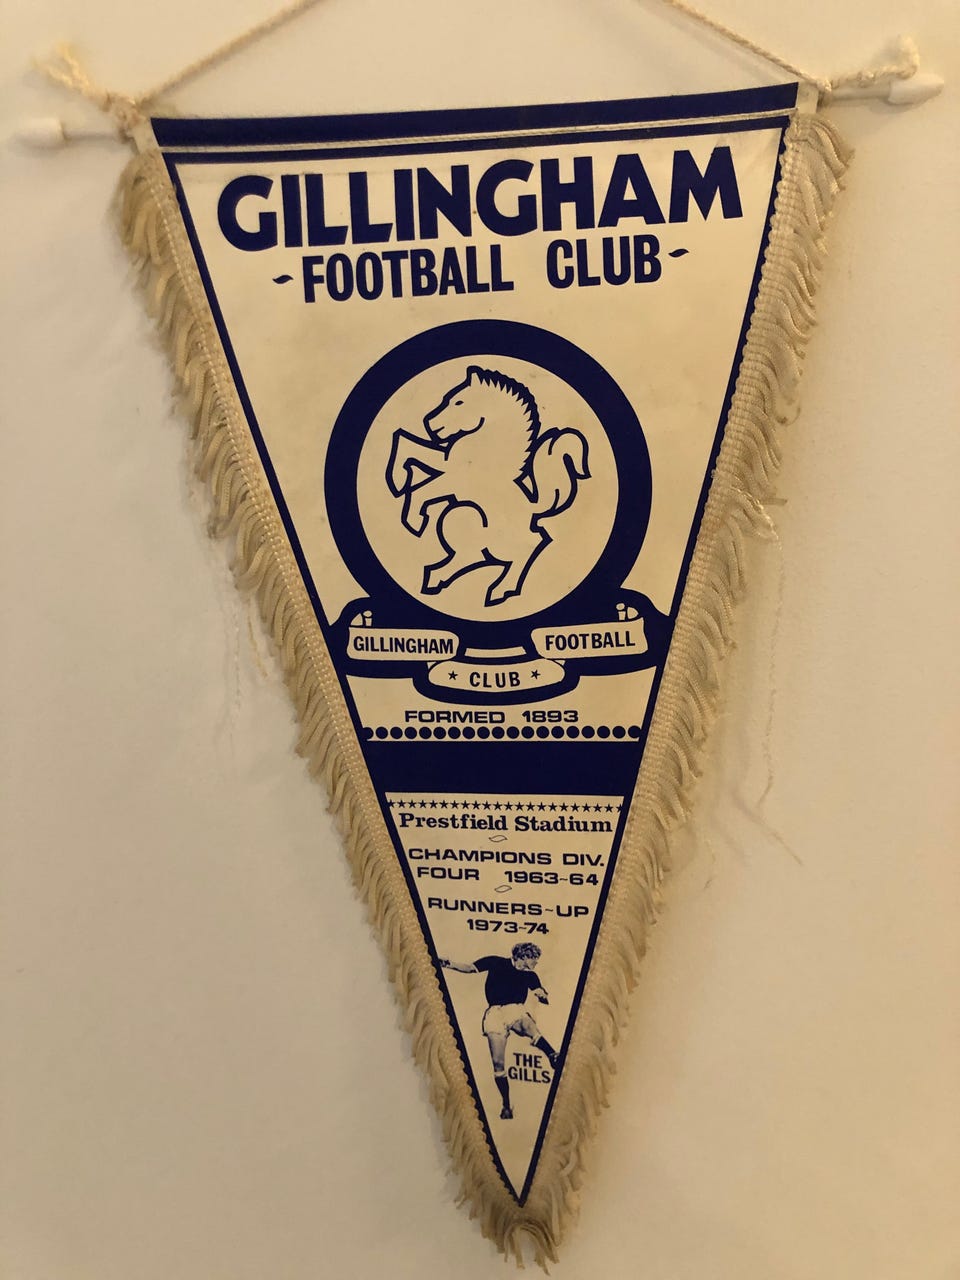 GILLINGHAM
-FOOTBALL CLUB-
GILLINGHAM FOOTBALL
★ CLUB ★
FORMED 1893
Prestfield Stadium
CHAMPIONS DIV.
FOUR 1963-64
RUNNERS-UP
1973-74
THE
GILLS